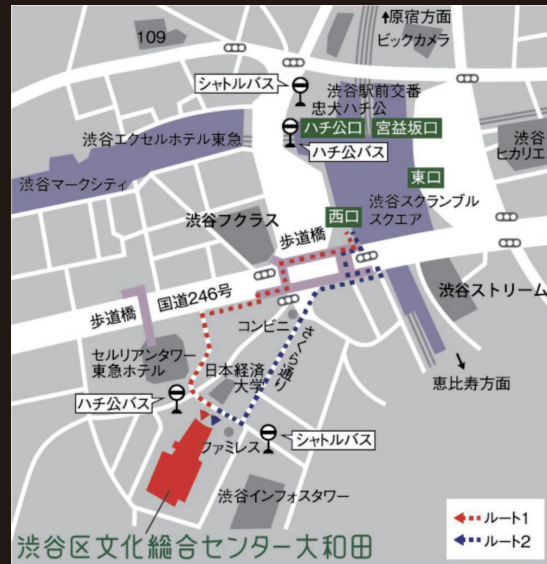 ↑原宿方面
ビックカメラ
109
シャトルバス
渋谷駅前交番
忠犬ハチ公
ハチ公口
宮益坂口
ハチ公バス
渋谷エクセルホテル東急
渋谷
ヒカリエ
東口
渋谷マークシティ
渋谷スクランブル
スクエア
渋谷フクラス
西口
歩道橋
国道246号
渋谷ストリーム
歩道橋
コンビニ
さくら通り
セルリアンタワー
東急ホテル
日本経済
大学
恵比寿方面
ハチ公バス
シャトルバス
ファミレス
渋谷インフォスタワー
ルート1
ルート2
渋谷区文化総合センター大和田